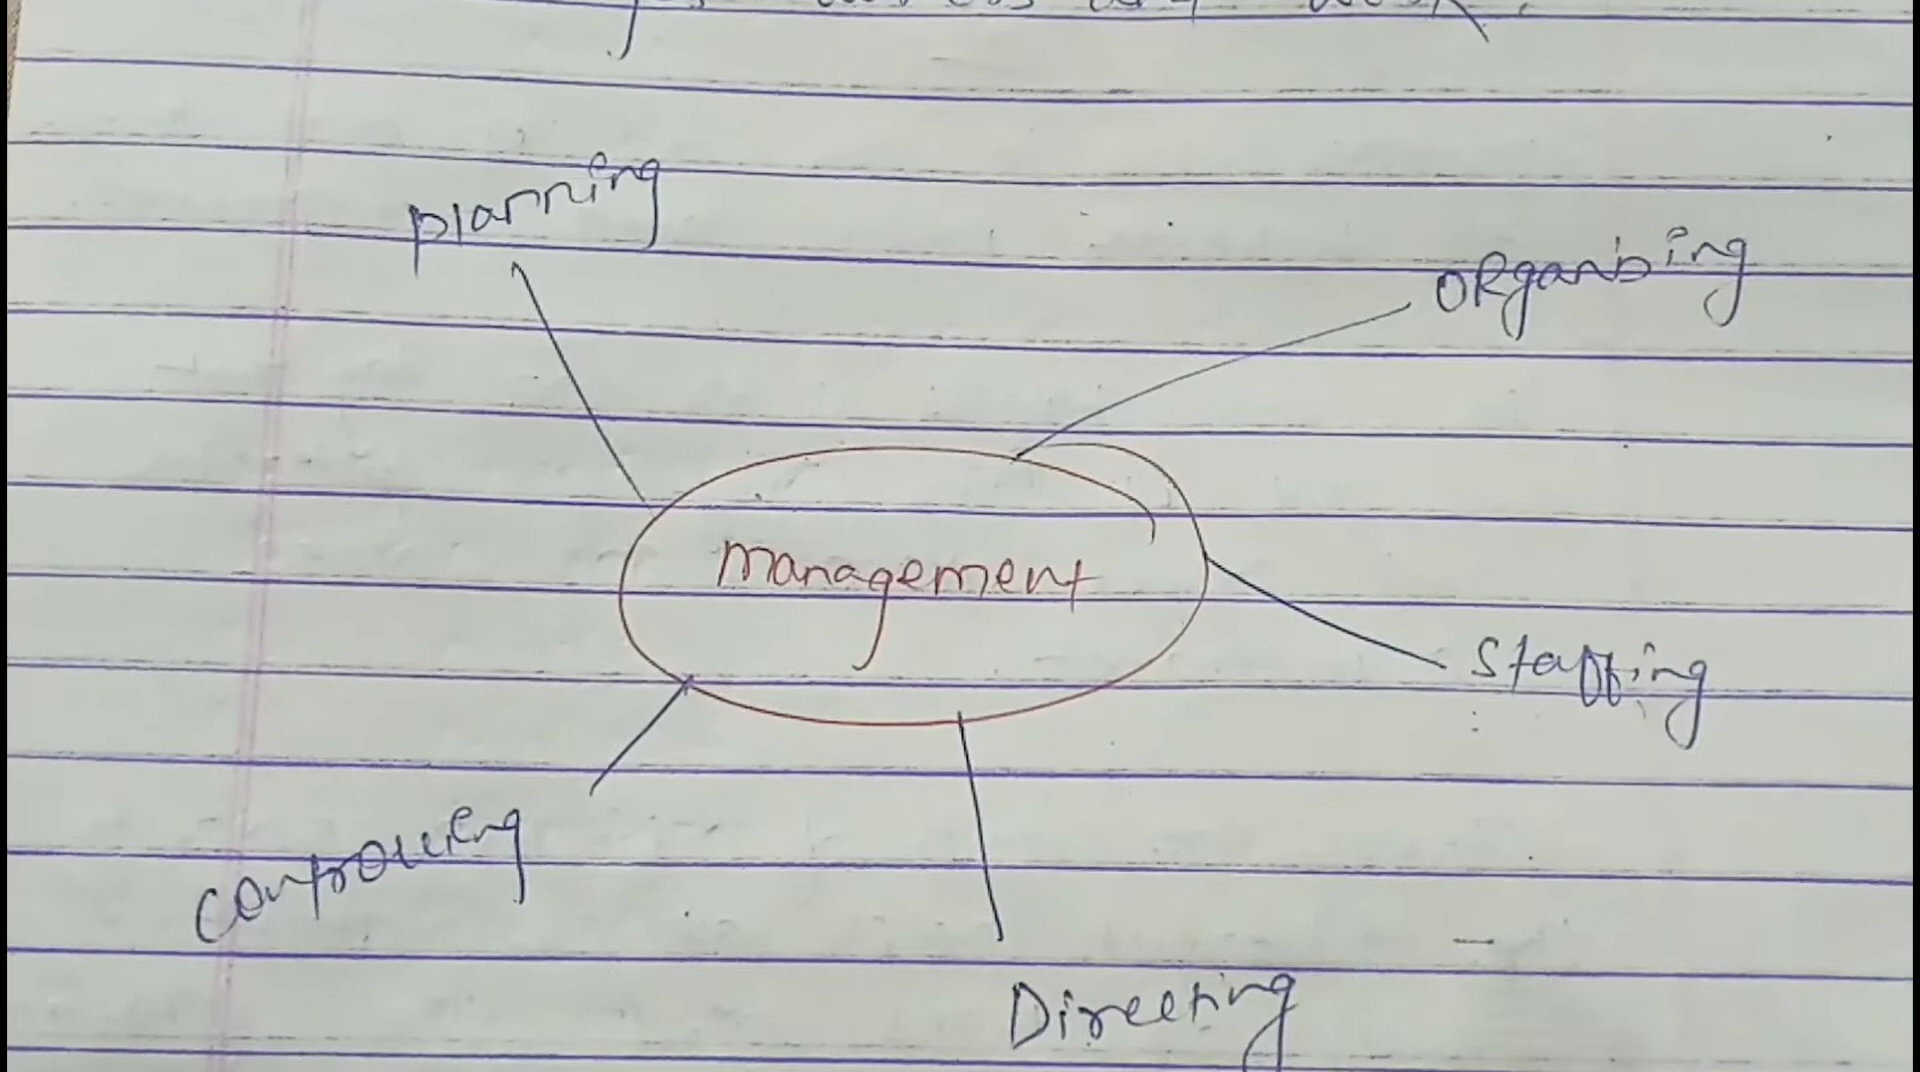 planning
organising
management
Staffing
controlling
Directing